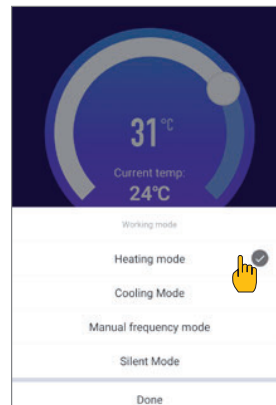 31°C
Current temp:
24°C
Working mode
Heating mode
Cooling Mode
Manual frequency mode
Silent Mode
Done